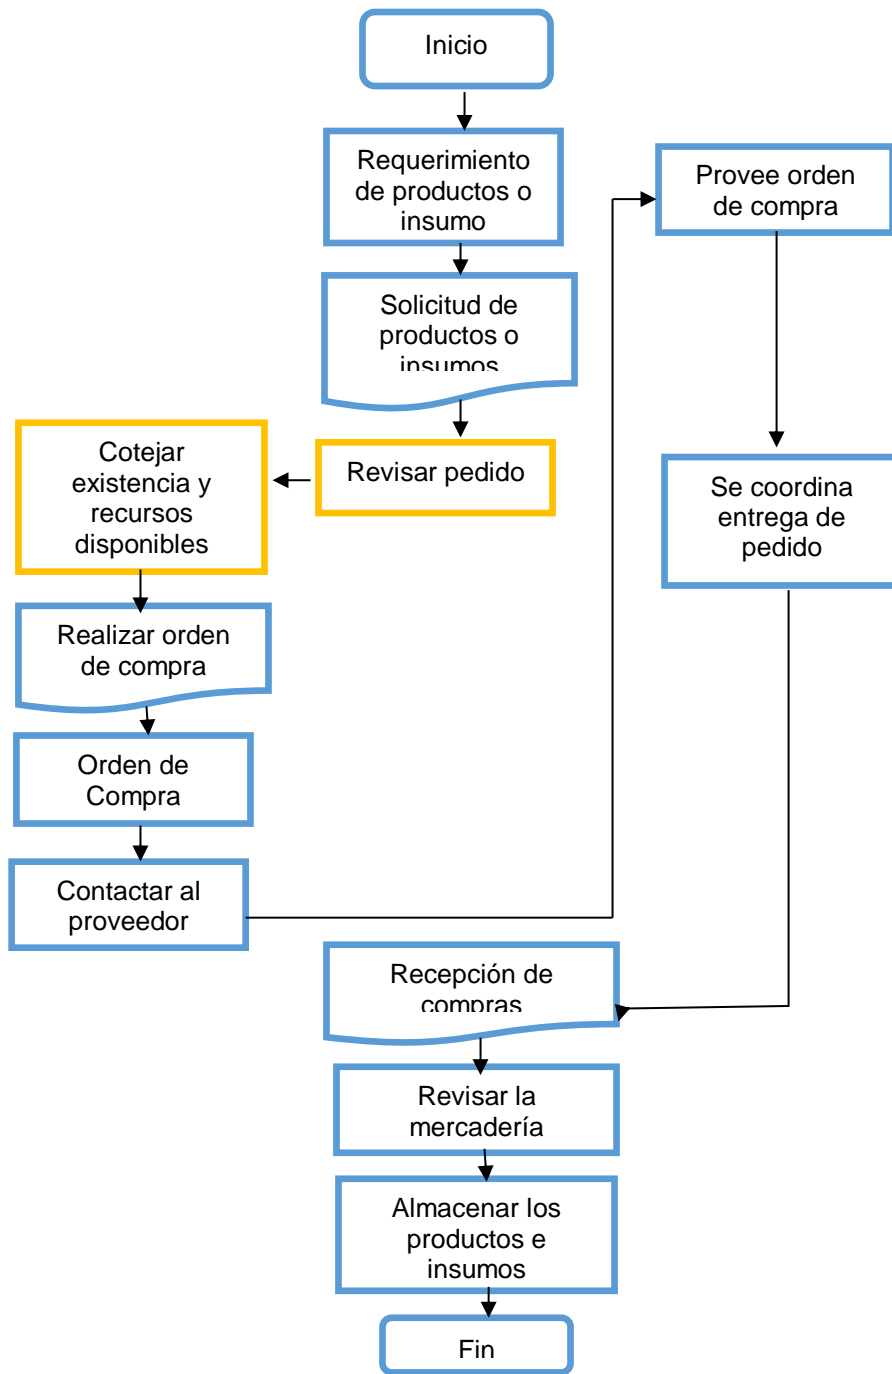 Inicio
Requerimiento
de productos o
insumo
Solicitud de
productos o
insumos
Revisar pedido
Cotejar
existencia y
recursos
disponibles
Realizar orden
de compra
Orden de
Compra
Contactar al
proveedor
Provee orden
de compra
Se coordina
entrega de
pedido
Recepción de
compras
Revisar la
mercadería
Almacenar los
productos e
insumos
Fin